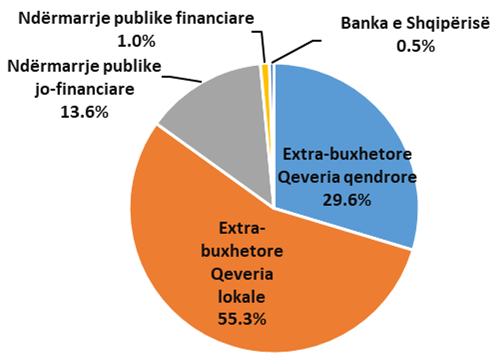 Ndërmarrje publike financiare
1.0%
Banka e Shqipërisë
0.5%
Ndërmarrje publike
jo-financiare
13.6%
Extra-buxhetore
Qeveria qendrore
29.6%
Extra-
buxhetore
Qeveria
lokale
55.3%